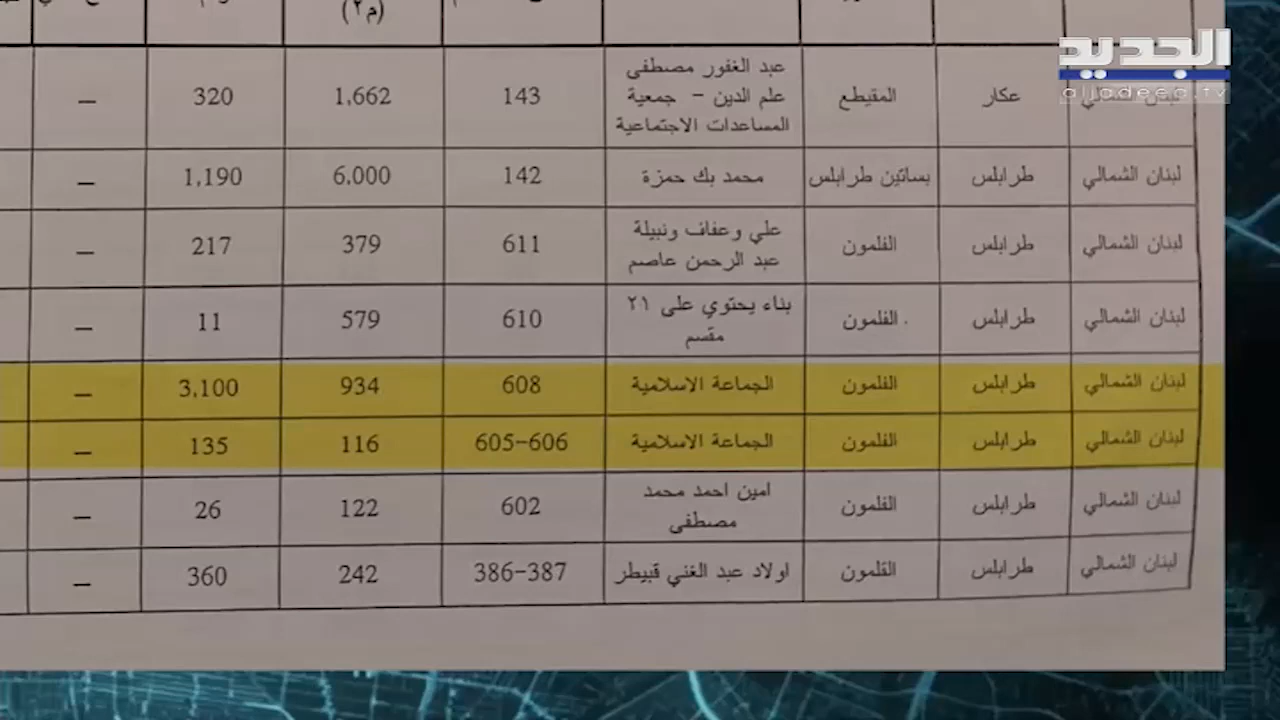 الجديد
aljadeed.tv
(م٢)
لبنان الشمالي عكار المقيطع عبد الغفور مصطفى علم الدين - جمعية المساعدات الاجتماعية 143 1,662 320 –
لبنان الشمالي طرابلس بساتين طرابلس محمد بك حمزة 142 6,000 1,190 –
لبنان الشمالي طرابلس القلمون علي وعفاف ونبيلة عبد الرحمن عاصم 611 379 217 –
لبنان الشمالي طرابلس القلمون بناء يحتوي على ٢١ مقسم 610 579 11 –
لبنان الشمالي طرابلس القلمون الجماعة الاسلامية 608 934 3,100 –
لبنان الشمالي طرابلس القلمون الجماعة الاسلامية 605-606 116 135 –
لبنان الشمالي طرابلس القلمون امين احمد محمد مصطفى 602 122 26 –
لبنان الشمالي طرابلس القلمون اولاد عبد الغني قبيطر 386-387 242 360 –